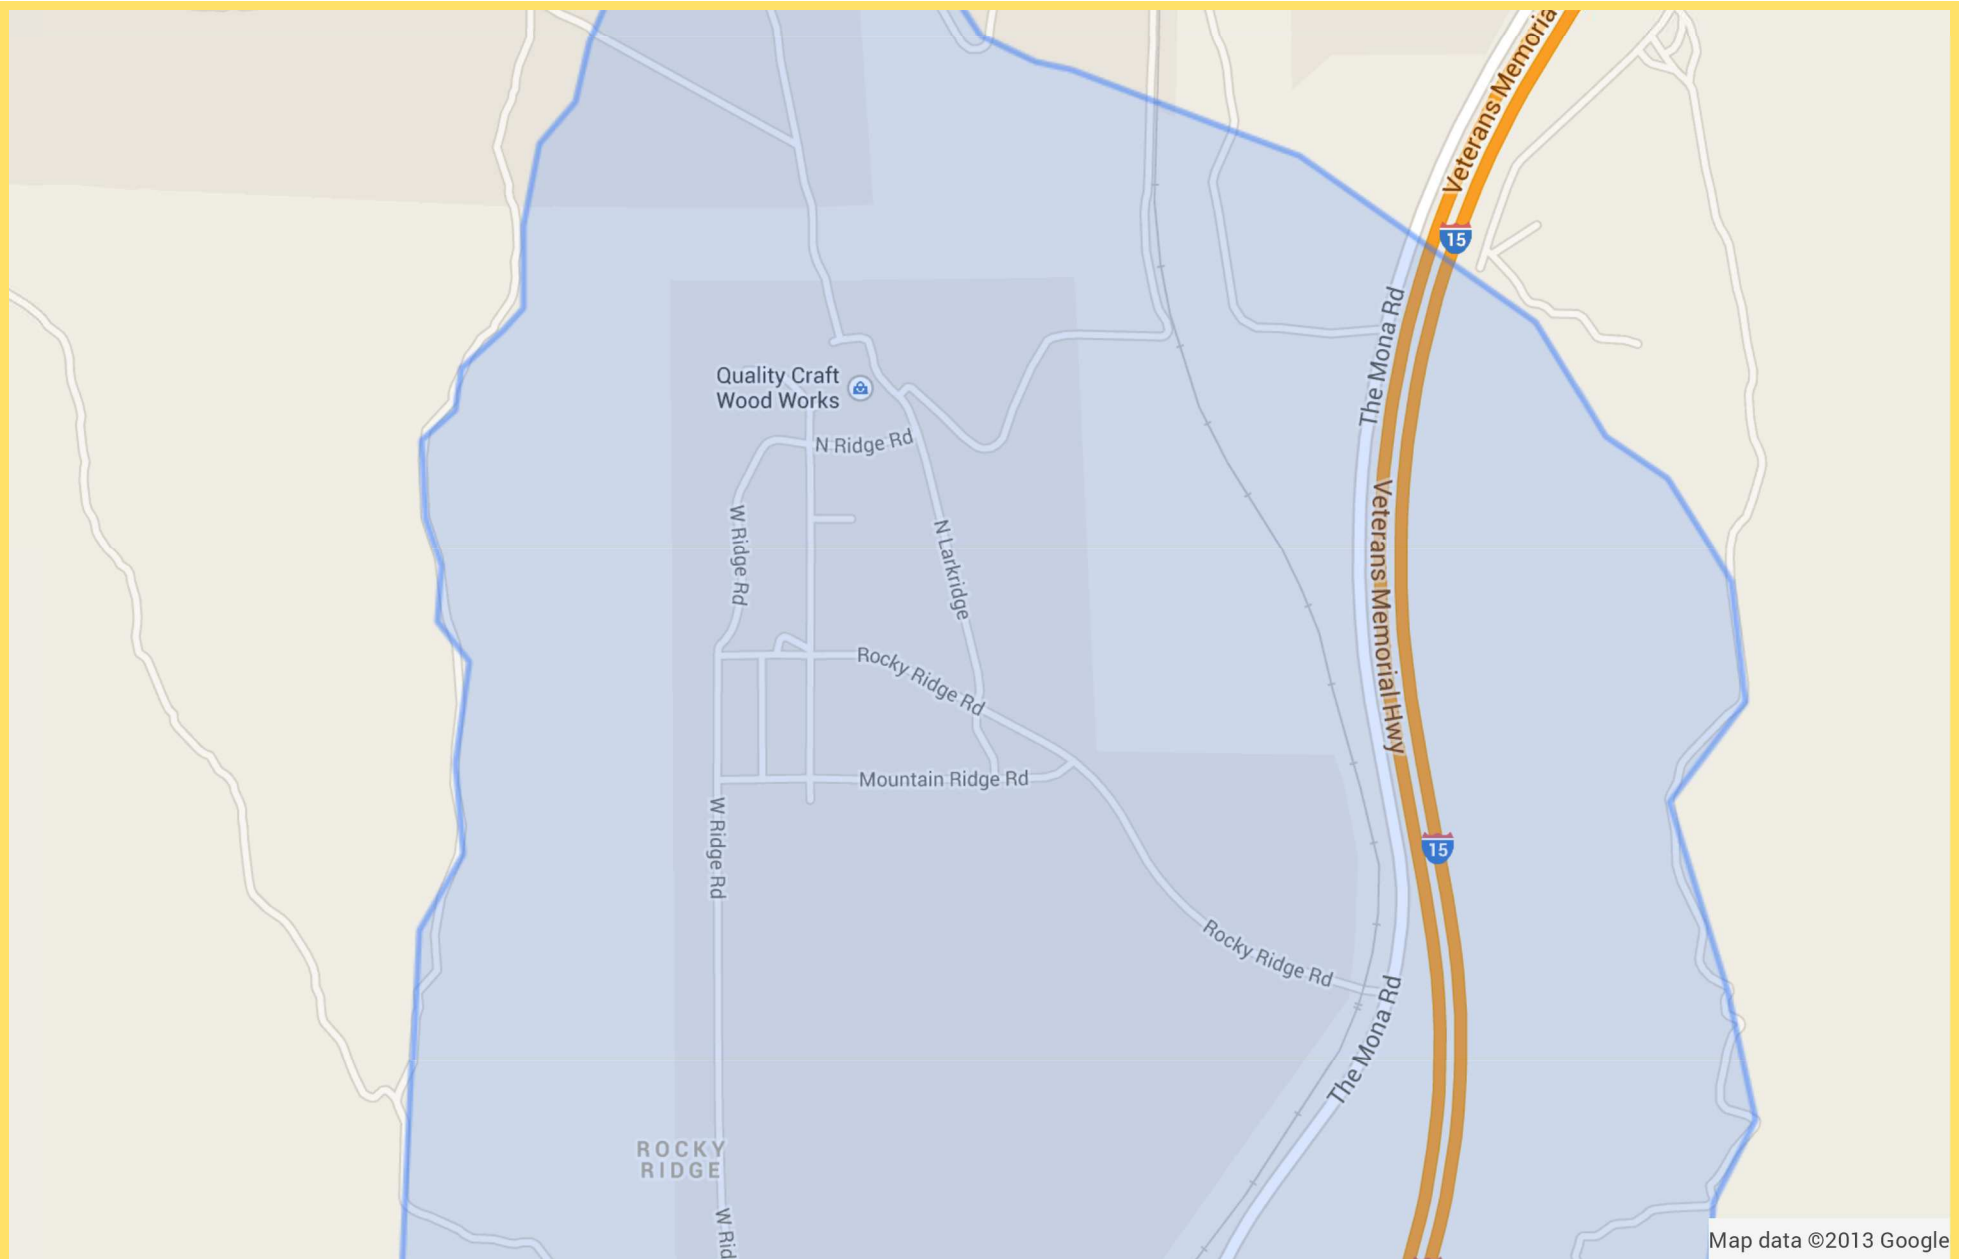 Veterans Memoria
15
The Mona Rd
Quality Craft
Wood Works
N Ridge Rd
W Ridge Rd
N Larkridge
Veterans Memorial Hwy
Rocky Ridge Rd
Mountain Ridge Rd
W Ridge Rd
15
Rocky Ridge Rd
The Mona Rd
ROCKY
RIDGE
W Rid
Map data ©2013 Google